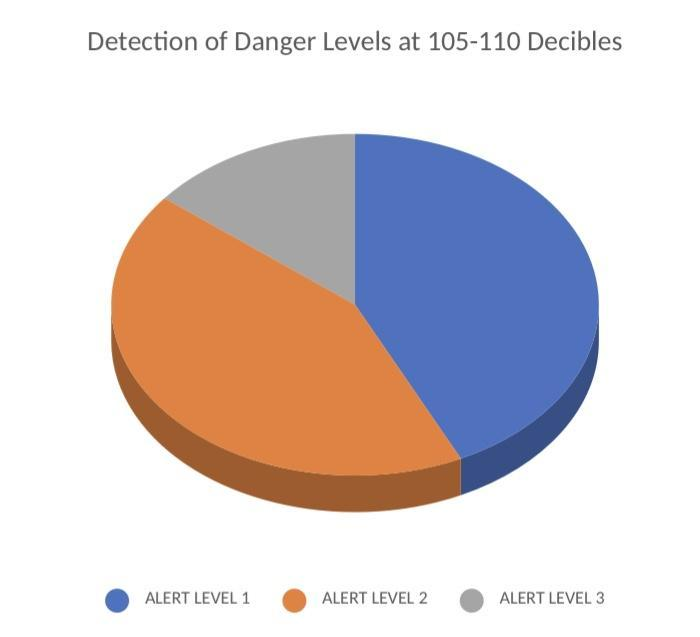 Detection of Danger Levels at 105-110 Decibles
ALERT LEVEL 1 ALERT LEVEL 2 ALERT LEVEL 3